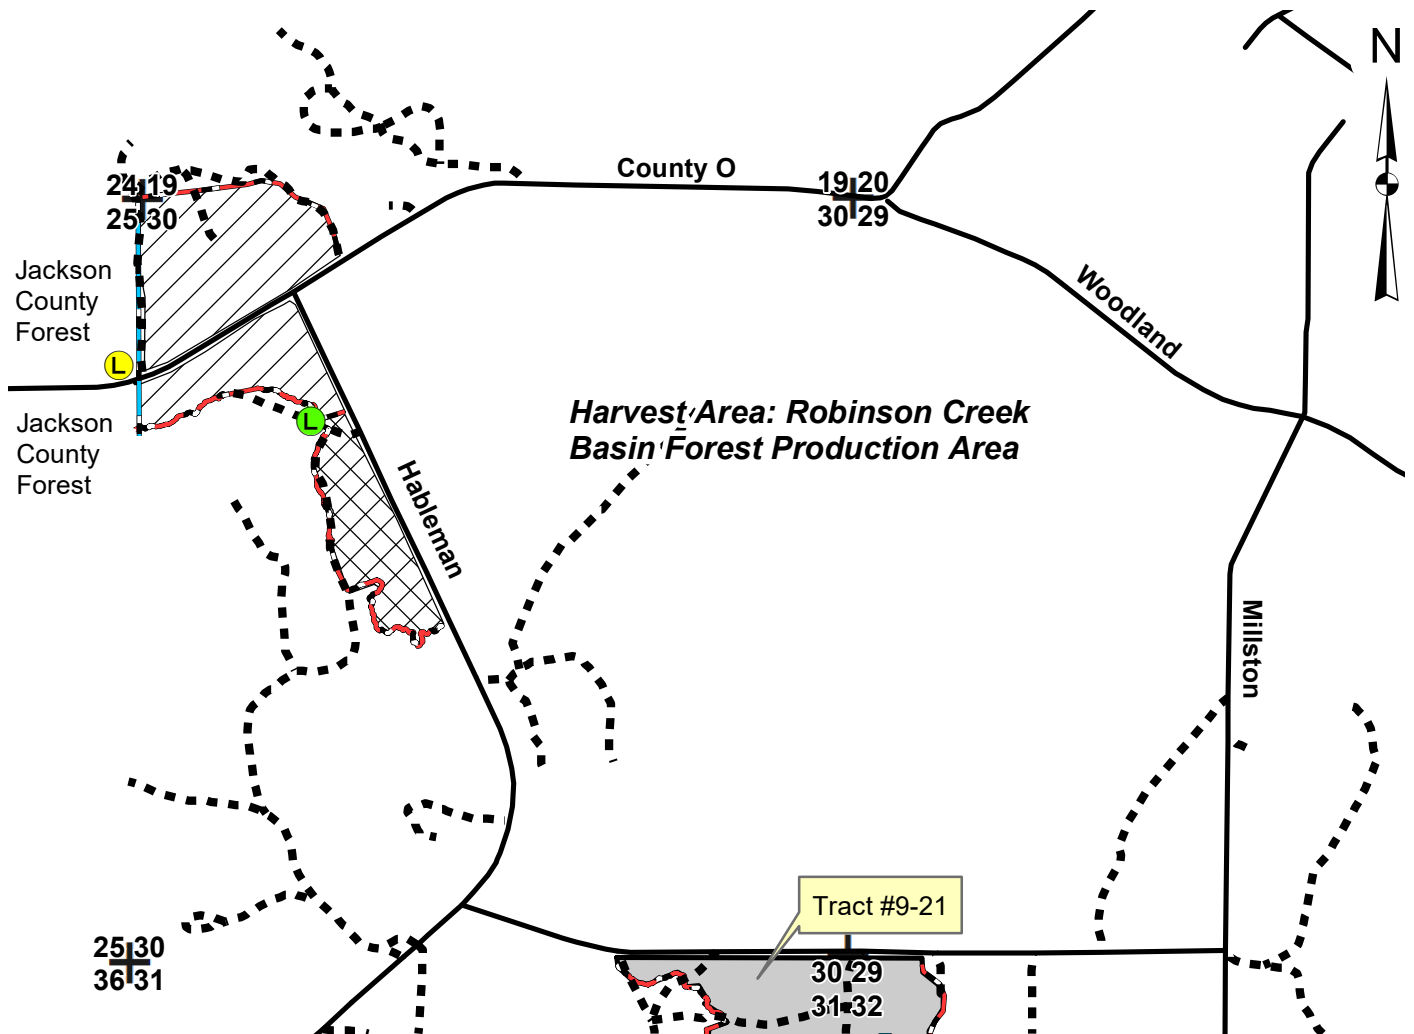 N
County O
24 19
25 30
19 20
30 29
Jackson
County
Forest
Woodland
L
Jackson
County
Forest
L
Harvest Area: Robinson Creek
Basin Forest Production Area
Hableman
Millston
Tract #9-21
25 30
36 31
30 29
31 32